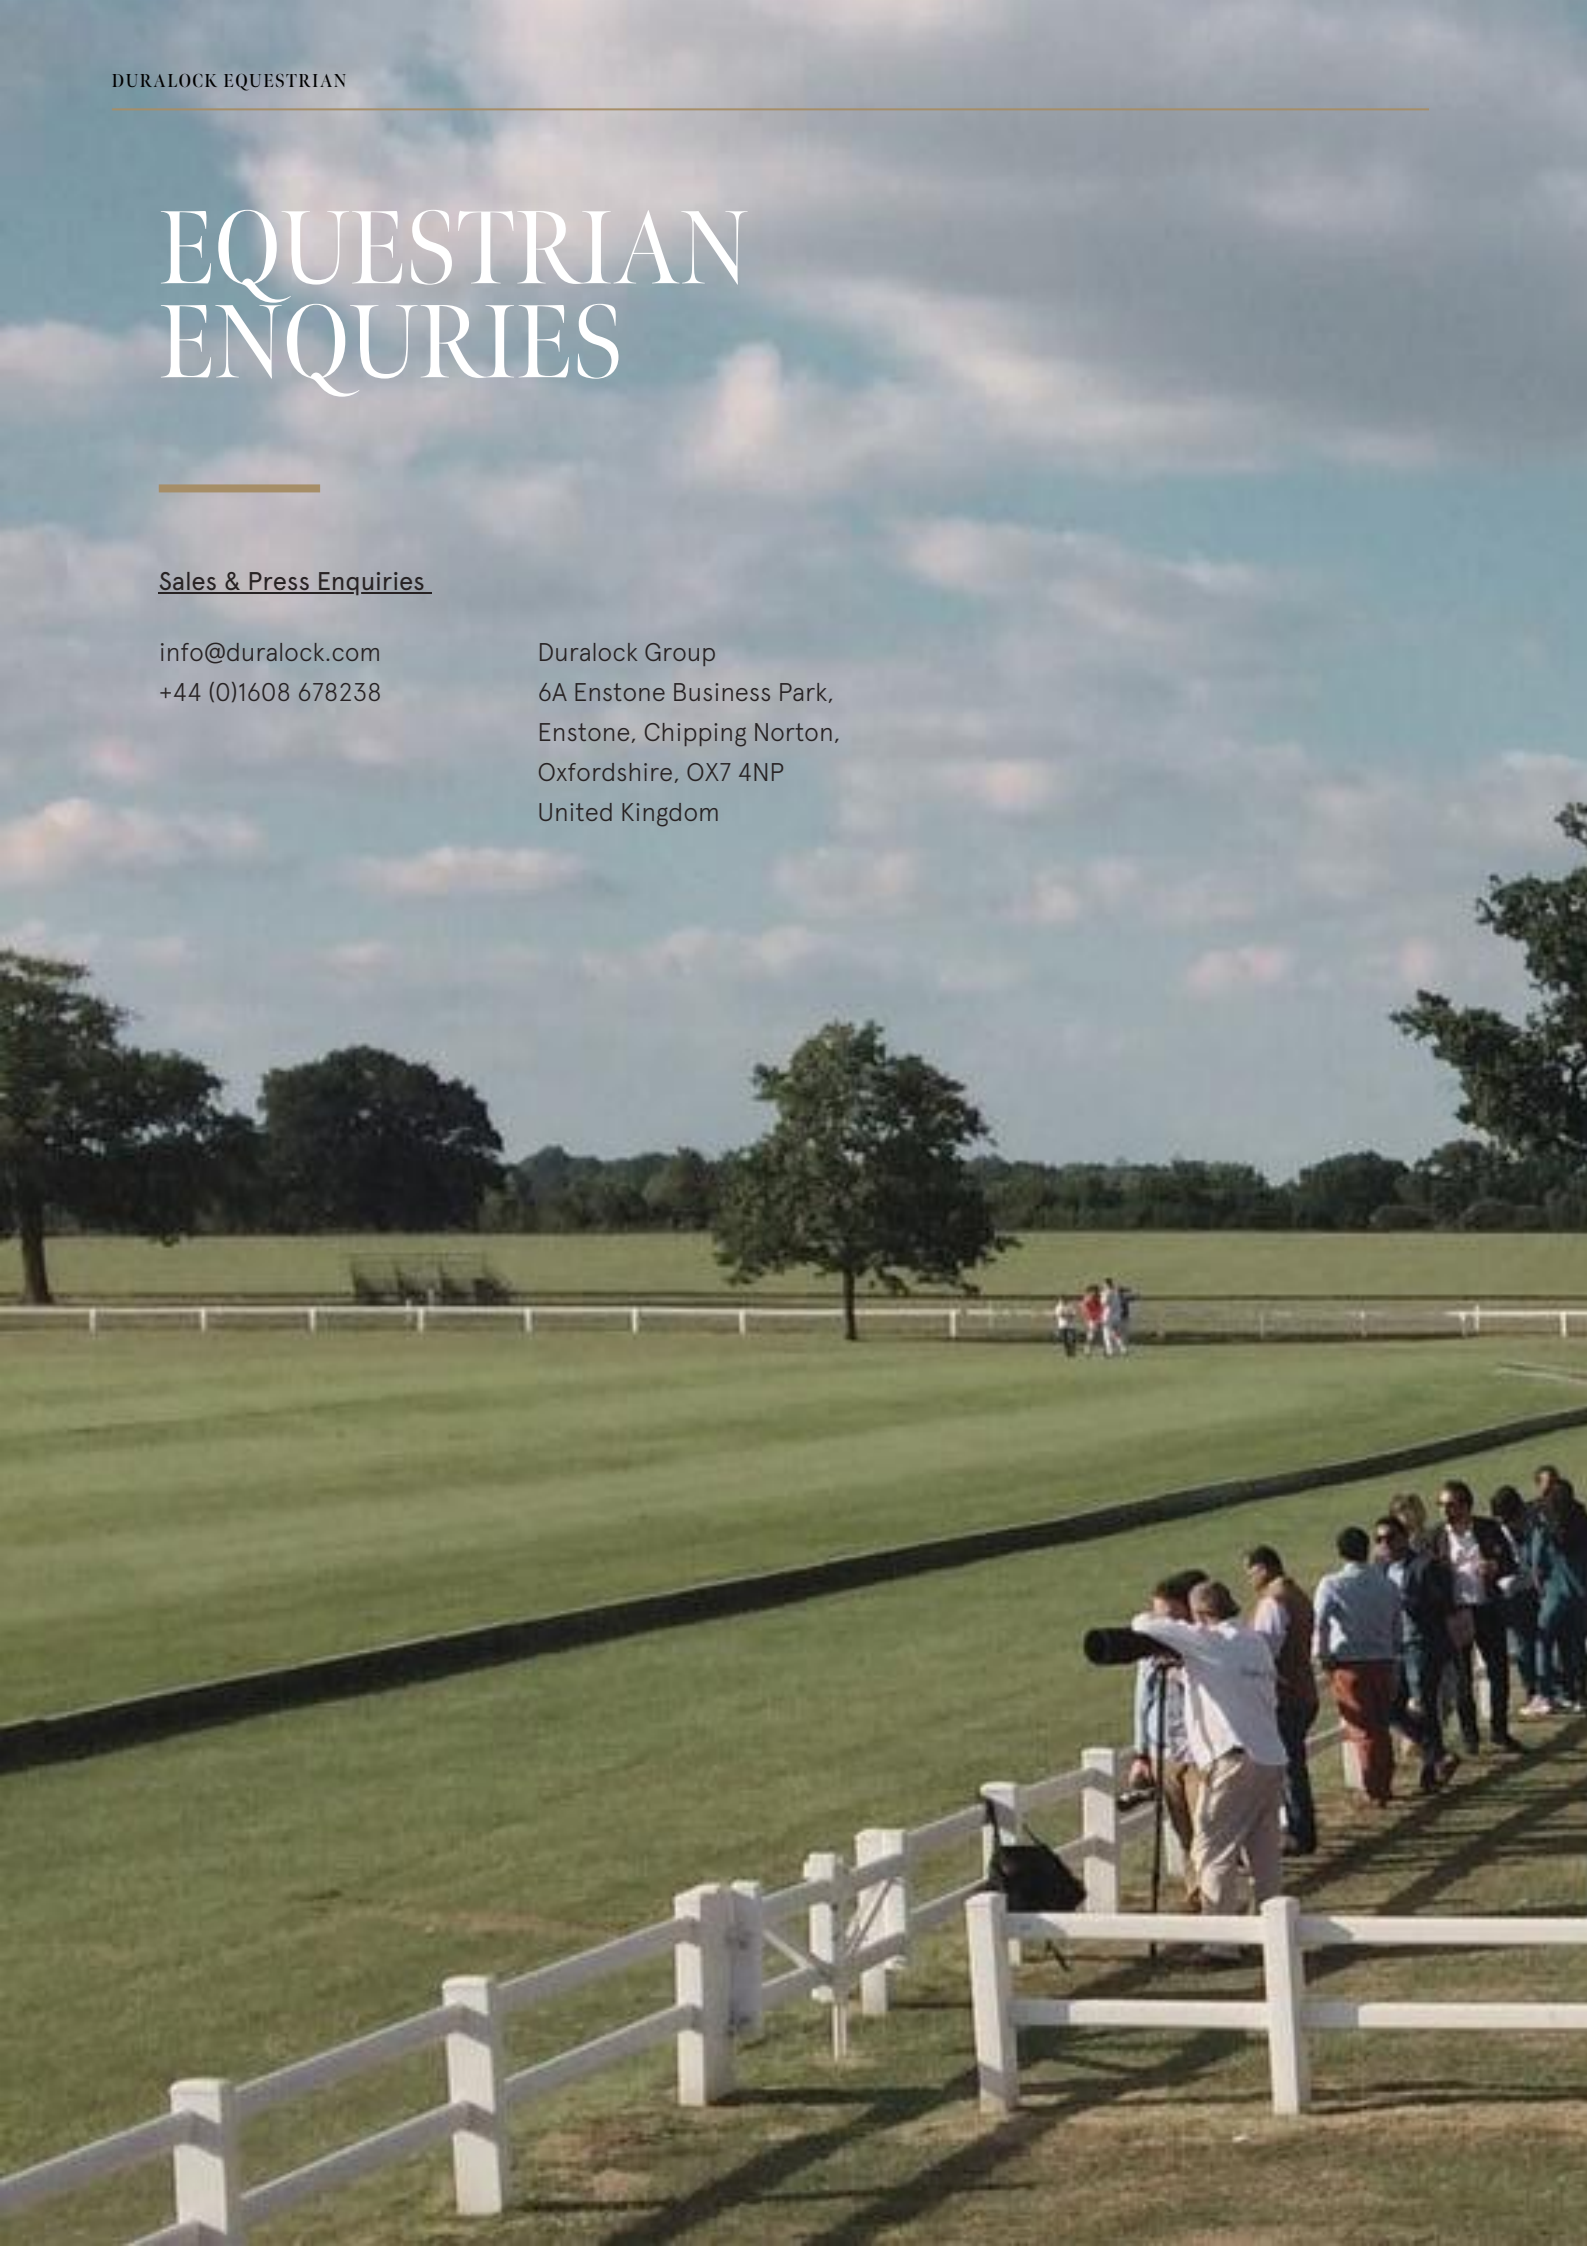 DURALOCK EQUESTRIAN
EQUESTRIAN
ENQURIES
Sales & Press Enquiries
info@duralock.com
+44 (0)1608 678238
Duralock Group
6A Enstone Business Park,
Enstone, Chipping Norton,
Oxfordshire, OX7 4NP
United Kingdom